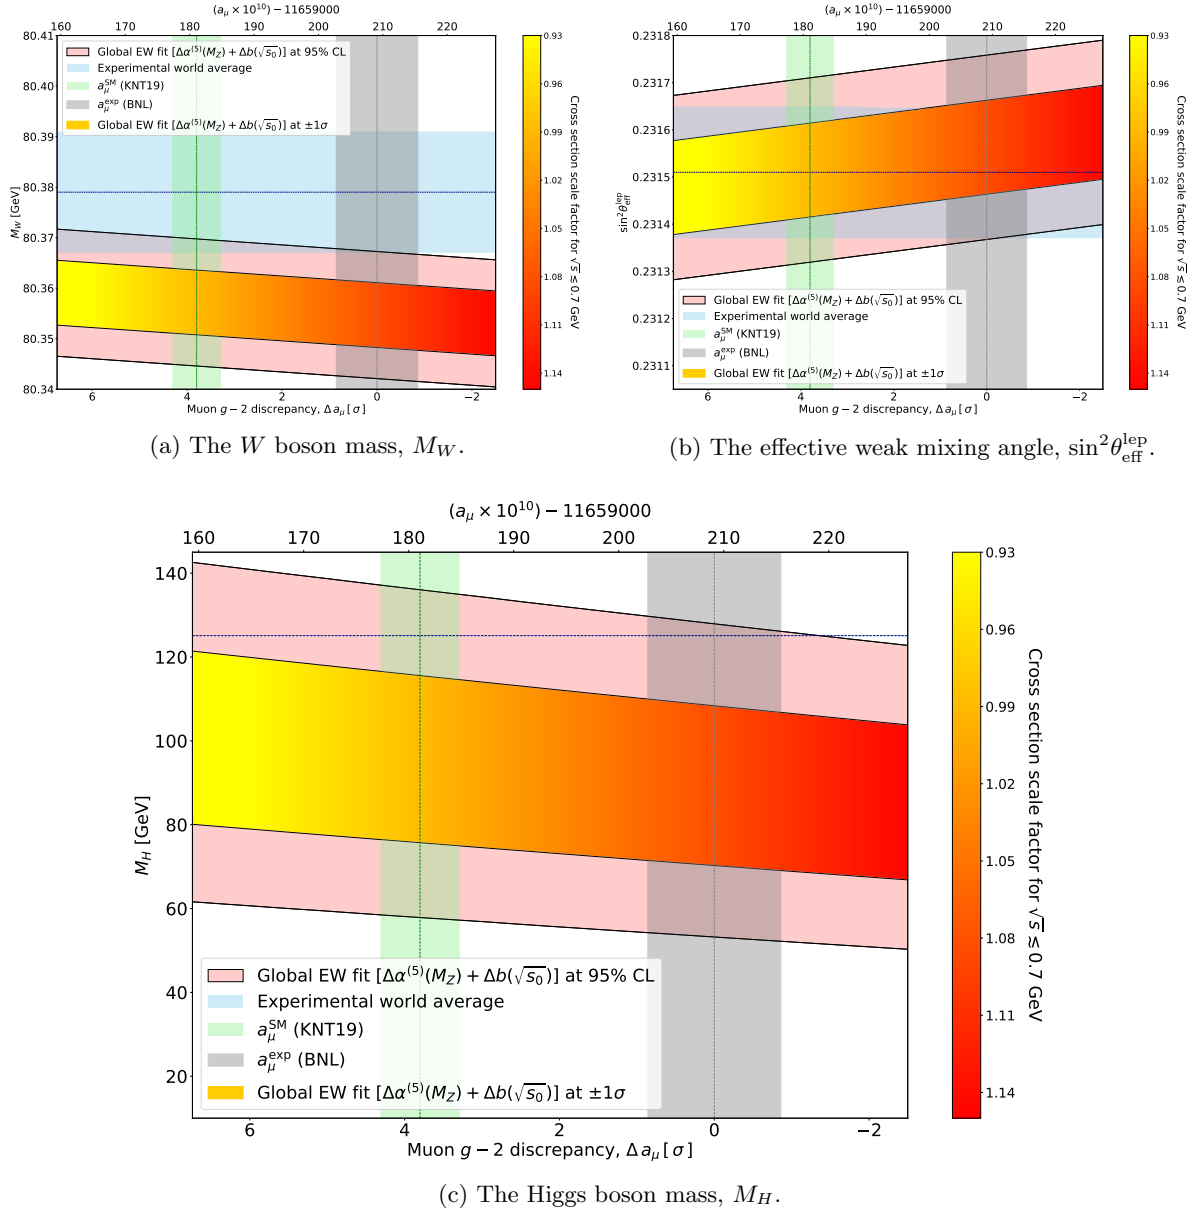 (a_μ × 10^10) − 11659000
160 170 180 190 200 210 220
80.41
80.40
80.39
80.38
80.37
80.36
80.35
80.34
M_W [GeV]
Global EW fit [Δα^(5)(M_Z) + Δb(√s_0)] at 95% CL
Experimental world average
a_μ^SM (KNT19)
a_μ^exp (BNL)
Global EW fit [Δα^(5)(M_Z) + Δb(√s_0)] at ±1σ
6 4 2 0 −2
Muon g − 2 discrepancy, Δ a_μ [σ]
0.93
0.96
0.99
1.02
1.05
1.08
1.11
1.14
Cross section scale factor for √s ≲ 0.7 GeV
(a) The W boson mass, M_W.
(a_μ × 10^10) − 11659000
160 170 180 190 200 210 220
0.2318
0.2317
0.2316
0.2315
0.2314
0.2313
0.2312
0.2311
sin²θ_eff^lep
Global EW fit [Δα^(5)(M_Z) + Δb(√s_0)] at 95% CL
Experimental world average
a_μ^SM (KNT19)
a_μ^exp (BNL)
Global EW fit [Δα^(5)(M_Z) + Δb(√s_0)] at ±1σ
6 4 2 0 −2
Muon g − 2 discrepancy, Δ a_μ [σ]
0.93
0.96
0.99
1.02
1.05
1.08
1.11
1.14
Cross section scale factor for √s ≲ 0.7 GeV
(b) The effective weak mixing angle, sin²θ_eff^lep.
(a_μ × 10^10) − 11659000
160 170 180 190 200 210 220
140
120
100
80
60
40
20
M_H [GeV]
Global EW fit [Δα^(5)(M_Z) + Δb(√s_0)] at 95% CL
Experimental world average
a_μ^SM (KNT19)
a_μ^exp (BNL)
Global EW fit [Δα^(5)(M_Z) + Δb(√s_0)] at ±1σ
6 4 2 0 −2
Muon g − 2 discrepancy, Δ a_μ [σ]
0.93
0.96
0.99
1.02
1.05
1.08
1.11
1.14
Cross section scale factor for √s ≲ 0.7 GeV
(c) The Higgs boson mass, M_H.